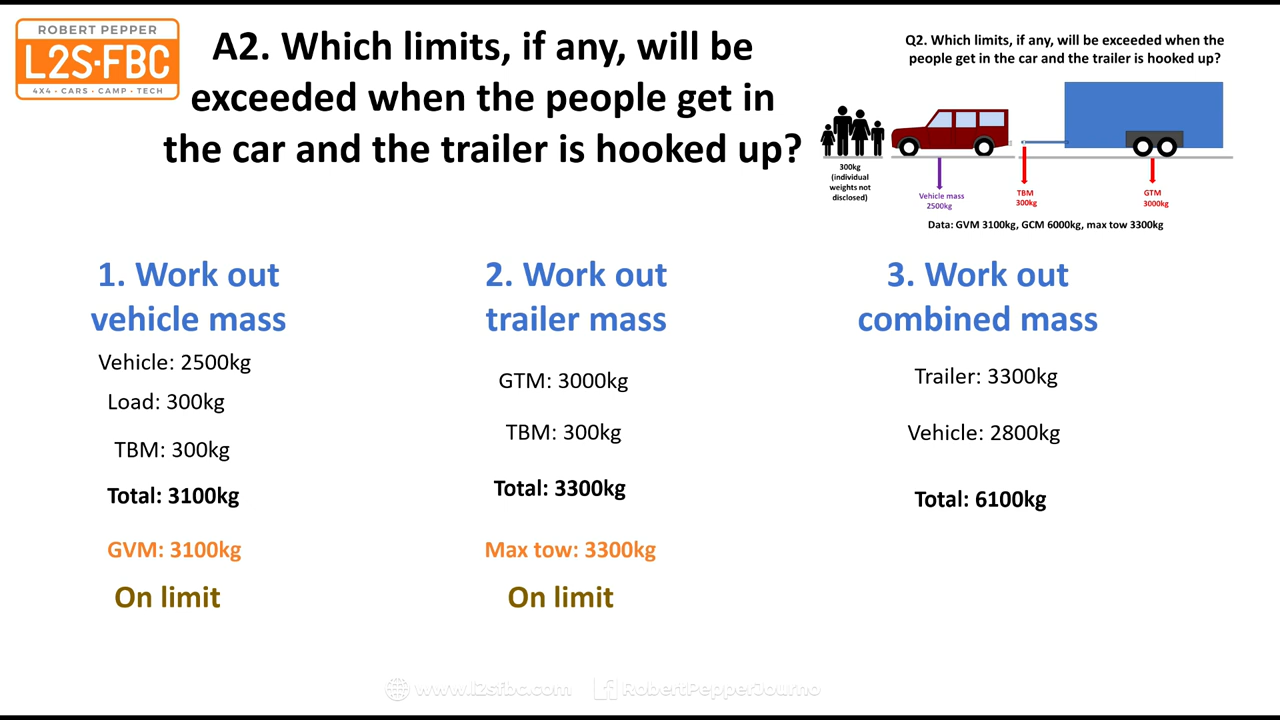 ROBERT PEPPER
L2S·FBC
4X4 · CARS · CAMP · TECH
A2. Which limits, if any, will be
exceeded when the people get in
the car and the trailer is hooked up?
Q2. Which limits, if any, will be exceeded when the
people get in the car and the trailer is hooked up?
300kg
(individual
weights not
disclosed)
Vehicle mass
2500kg
TBM
300kg
GTM
3000kg
Data: GVM 3100kg, GCM 6000kg, max tow 3300kg
1. Work out
vehicle mass
Vehicle: 2500kg
Load: 300kg
TBM: 300kg
Total: 3100kg
GVM: 3100kg
On limit
2. Work out
trailer mass
GTM: 3000kg
TBM: 300kg
Total: 3300kg
Max tow: 3300kg
On limit
3. Work out
combined mass
Trailer: 3300kg
Vehicle: 2800kg
Total: 6100kg
www.l2sfbc.com
RobertPepperJourno